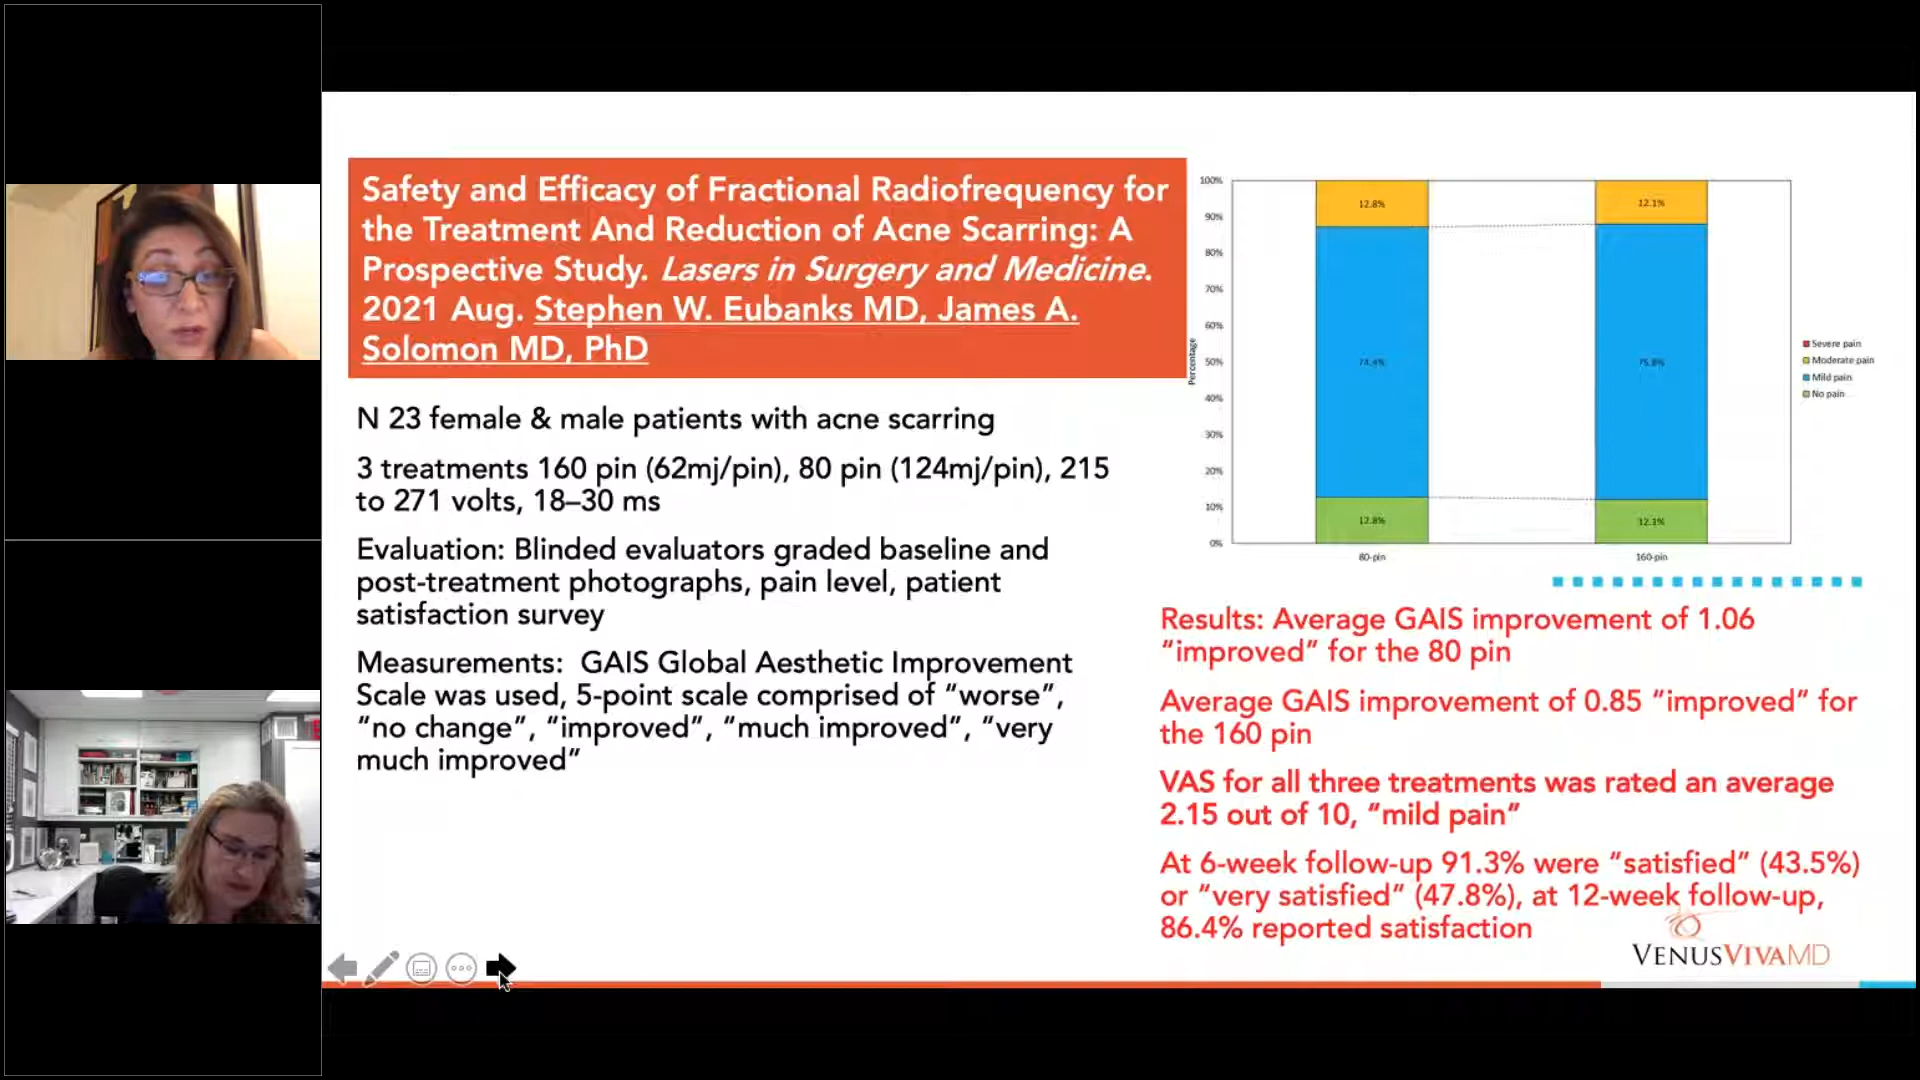 Safety and Efficacy of Fractional Radiofrequency for
the Treatment And Reduction of Acne Scarring: A
Prospective Study. Lasers in Surgery and Medicine.
2021 Aug. Stephen W. Eubanks MD, James A.
Solomon MD, PhD
N 23 female & male patients with acne scarring
3 treatments 160 pin (62mj/pin), 80 pin (124mj/pin), 215
to 271 volts, 18–30 ms
Evaluation: Blinded evaluators graded baseline and
post-treatment photographs, pain level, patient
satisfaction survey
Measurements:  GAIS Global Aesthetic Improvement
Scale was used, 5-point scale comprised of “worse”,
“no change”, “improved”, “much improved”, “very
much improved”
100%
90%
80%
70%
60%
50%
40%
30%
20%
10%
0%
Percentage
12.8%
74.4%
12.8%
12.1%
75.8%
12.1%
80-pin
160-pin
Severe pain
Moderate pain
Mild pain
No pain
Results: Average GAIS improvement of 1.06
“improved” for the 80 pin
Average GAIS improvement of 0.85 “improved” for
the 160 pin
VAS for all three treatments was rated an average
2.15 out of 10, “mild pain”
At 6-week follow-up 91.3% were “satisfied” (43.5%)
or “very satisfied” (47.8%), at 12-week follow-up,
86.4% reported satisfaction
VENUSVIVAMD